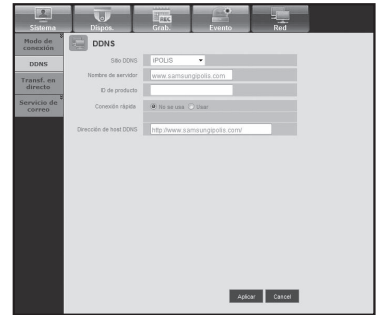 Sistema Dispos. Grab. Evento Red
Modo de
conexión
DDNS
Transf. en
directo
Servicio de
correo
DDNS
Sitio DDNS iPOLiS
Nombre de servidor www.samsungipolis.com
ID de producto
Conexión rápida No se usa Usar
Dirección de host DDNS http://www.samsungipolis.com/
Aplicar Cancel